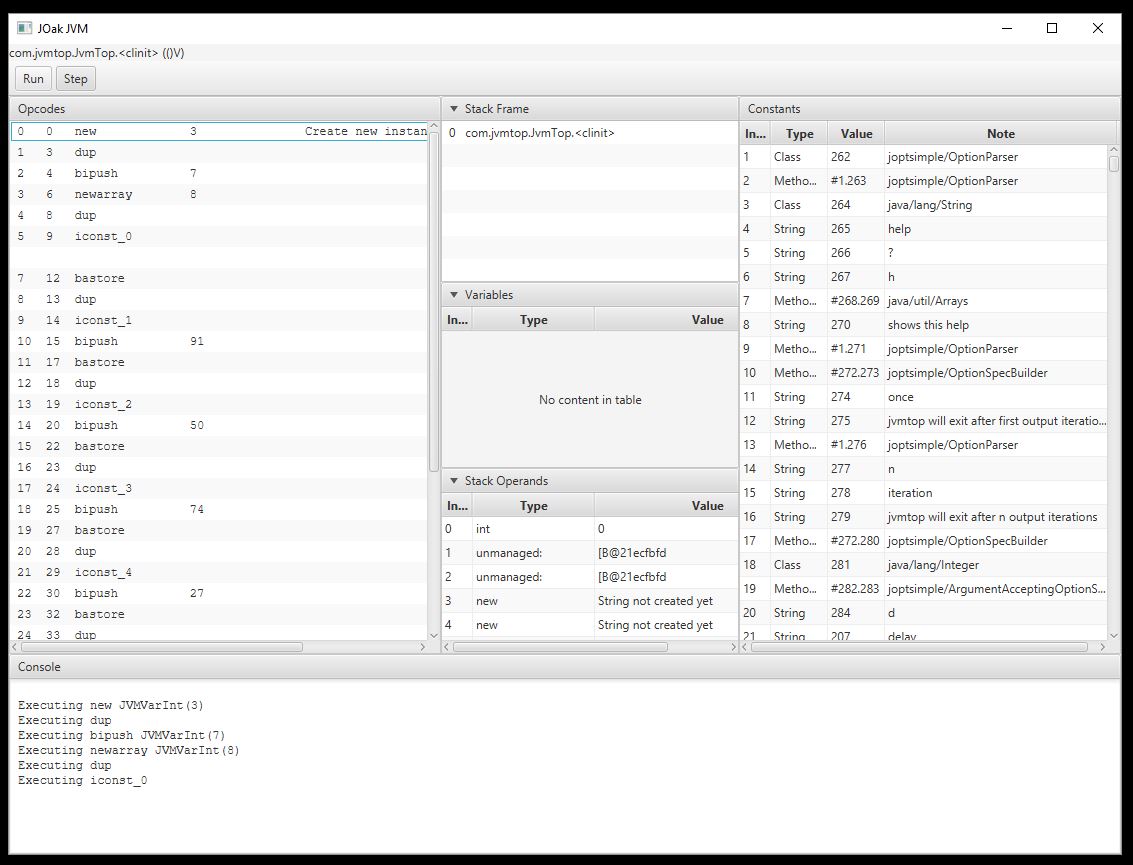 JOak JVM
com.jvmtop.JvmTop.<clinit> (()V)
Run Step
Opcodes
0 0 new 3 Create new instan
1 3 dup
2 4 bipush 7
3 6 newarray 8
4 8 dup
5 9 iconst_0
7 12 bastore
8 13 dup
9 14 iconst_1
10 15 bipush 91
11 17 bastore
12 18 dup
13 19 iconst_2
14 20 bipush 50
15 22 bastore
16 23 dup
17 24 iconst_3
18 25 bipush 74
19 27 bastore
20 28 dup
21 29 iconst_4
22 30 bipush 27
23 32 bastore
24 33 dup
Stack Frame
0 com.jvmtop.JvmTop.<clinit>
Variables
In... Type Value
No content in table
Stack Operands
In... Type Value
0 int 0
1 unmanaged: [B@21ecfbfd
2 unmanaged: [B@21ecfbfd
3 new String not created yet
4 new String not created yet
Constants
In... Type Value Note
1 Class 262 joptsimple/OptionParser
2 Metho... #1.263 joptsimple/OptionParser
3 Class 264 java/lang/String
4 String 265 help
5 String 266 ?
6 String 267 h
7 Metho... #268.269 java/util/Arrays
8 String 270 shows this help
9 Metho... #1.271 joptsimple/OptionParser
10 Metho... #272.273 joptsimple/OptionSpecBuilder
11 String 274 once
12 String 275 jvmtop will exit after first output iteratio...
13 Metho... #1.276 joptsimple/OptionParser
14 String 277 n
15 String 278 iteration
16 String 279 jvmtop will exit after n output iterations
17 Metho... #272.280 joptsimple/OptionSpecBuilder
18 Class 281 java/lang/Integer
19 Metho... #282.283 joptsimple/ArgumentAcceptingOptionS...
20 String 284 d
21 String 207 delay
Console
Executing new JVMVarInt(3)
Executing dup
Executing bipush JVMVarInt(7)
Executing newarray JVMVarInt(8)
Executing dup
Executing iconst_0